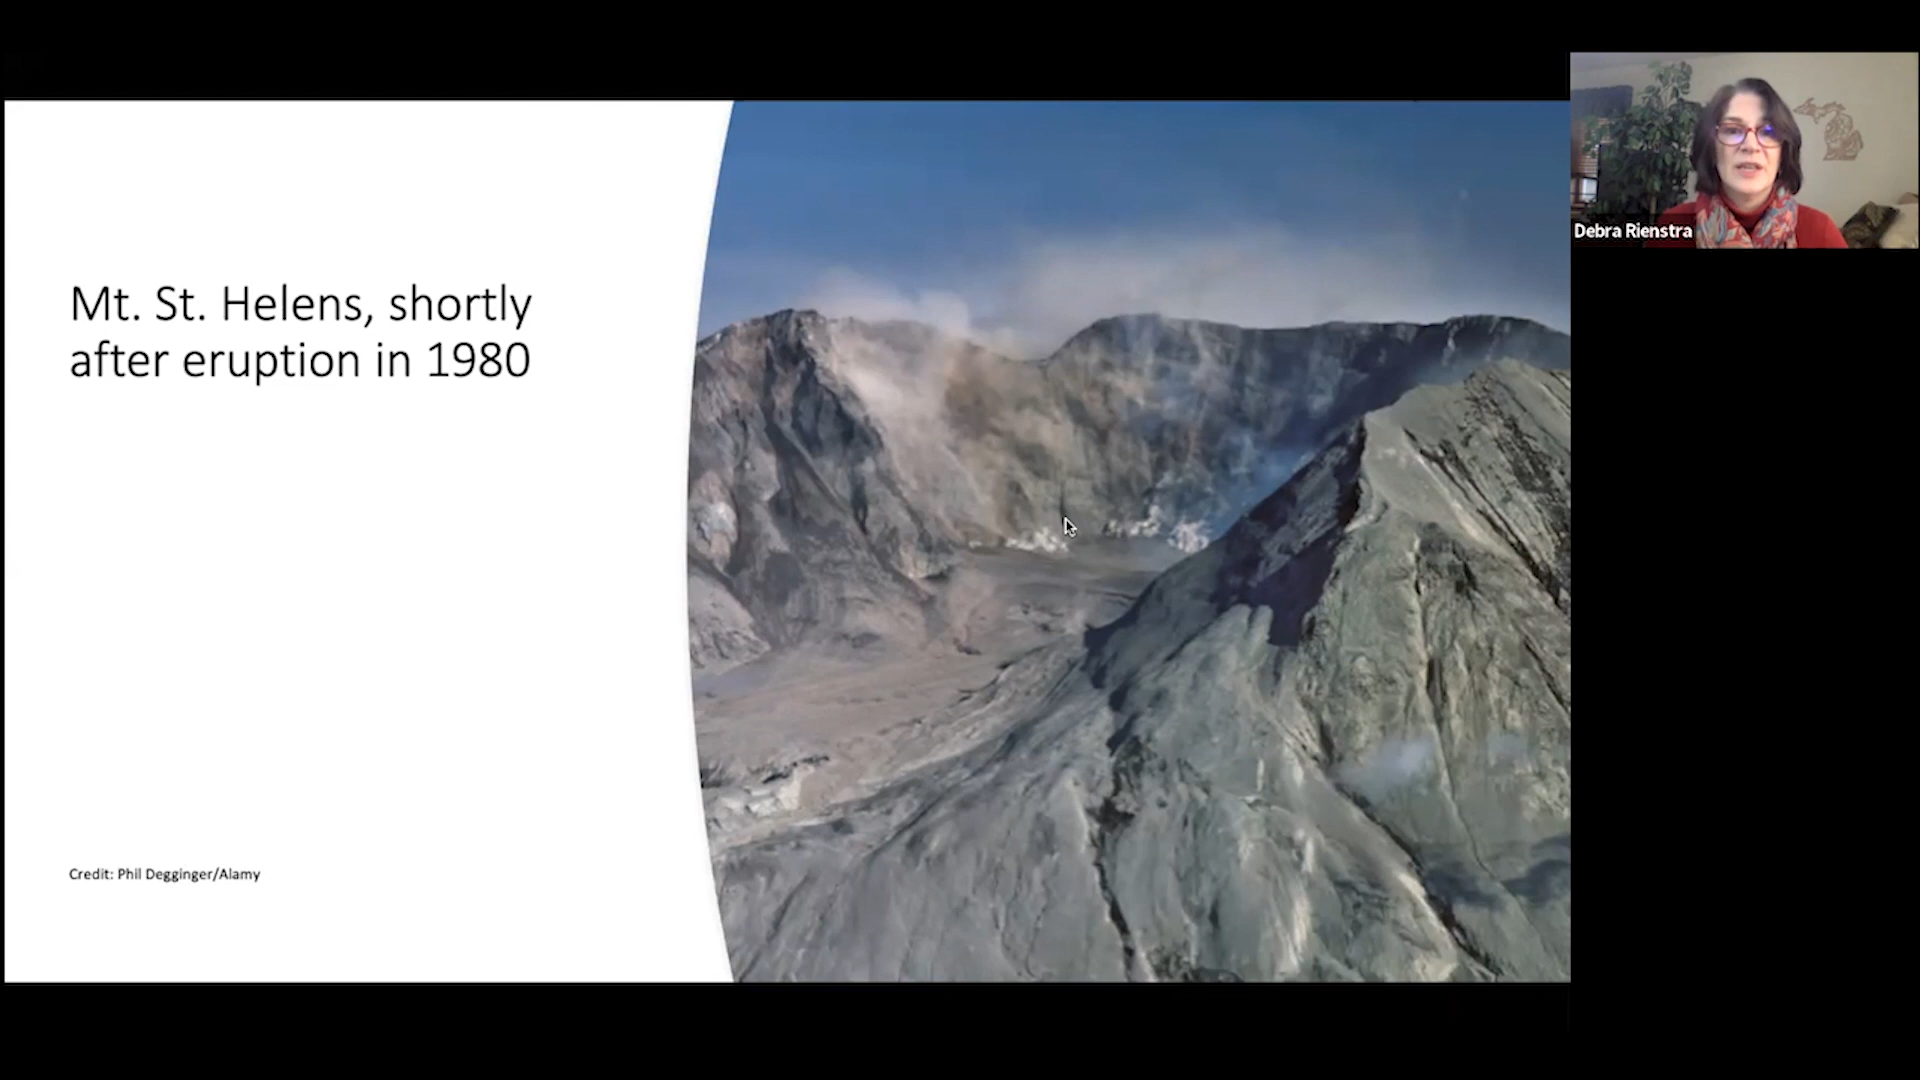 Mt. St. Helens, shortly
after eruption in 1980
Credit: Phil Degginger/Alamy
Debra Rienstra